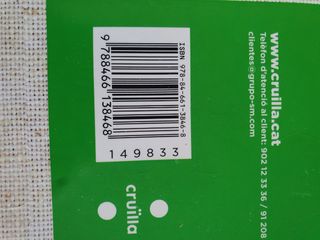 www.cruilla.cat
Telèfon d'atenció
al client: 902 12 33 36 / 91 208
clientes@grupo-sm.com
ISBN 978-84-661-3846-8
9 788466 138468
149833
cruïlla